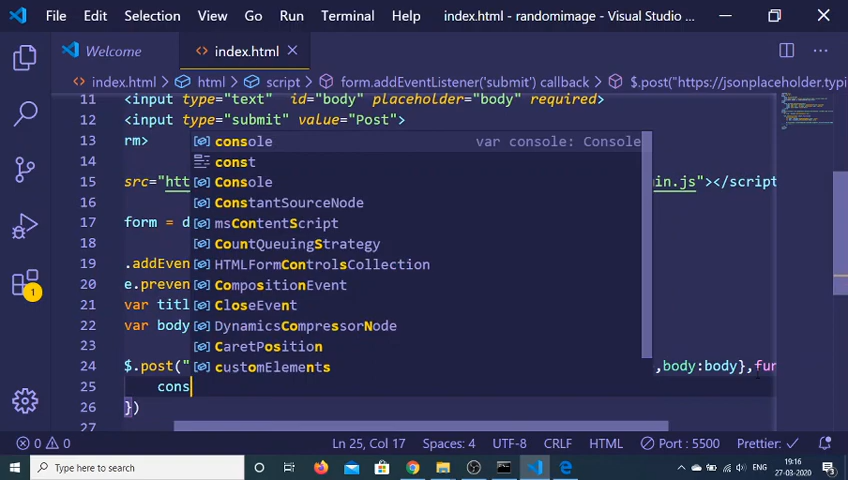 File Edit Selection View Go Run Terminal Help index.html - randomimage - Visual Studio ...
Welcome index.html
index.html html script form.addEventListener('submit') callback $.post("https://jsonplaceholder.typi
11 <input type="text" id="body" placeholder="body" required>
12 <input type="submit" value="Post">
13 rm>
console var console: Console
14
const
15 src="htt
Console
in.js"></script
16
ConstantSourceNode
17 form = d
msContentScript
18
CountQueuingStrategy
19 .addEven
HTMLFormControlsCollection
20 e.preven
CompositionEvent
21 var titl
CloseEvent
22 var body
DynamicsCompressorNode
23
CaretPosition
24 $.post("
customElements
,body:body},fun
25 cons
26 })
27
0 0 Ln 25, Col 17 Spaces: 4 UTF-8 CRLF HTML Port : 5500 Prettier: ✓
1
Type here to search
ENG
19:16
27-03-2020
3